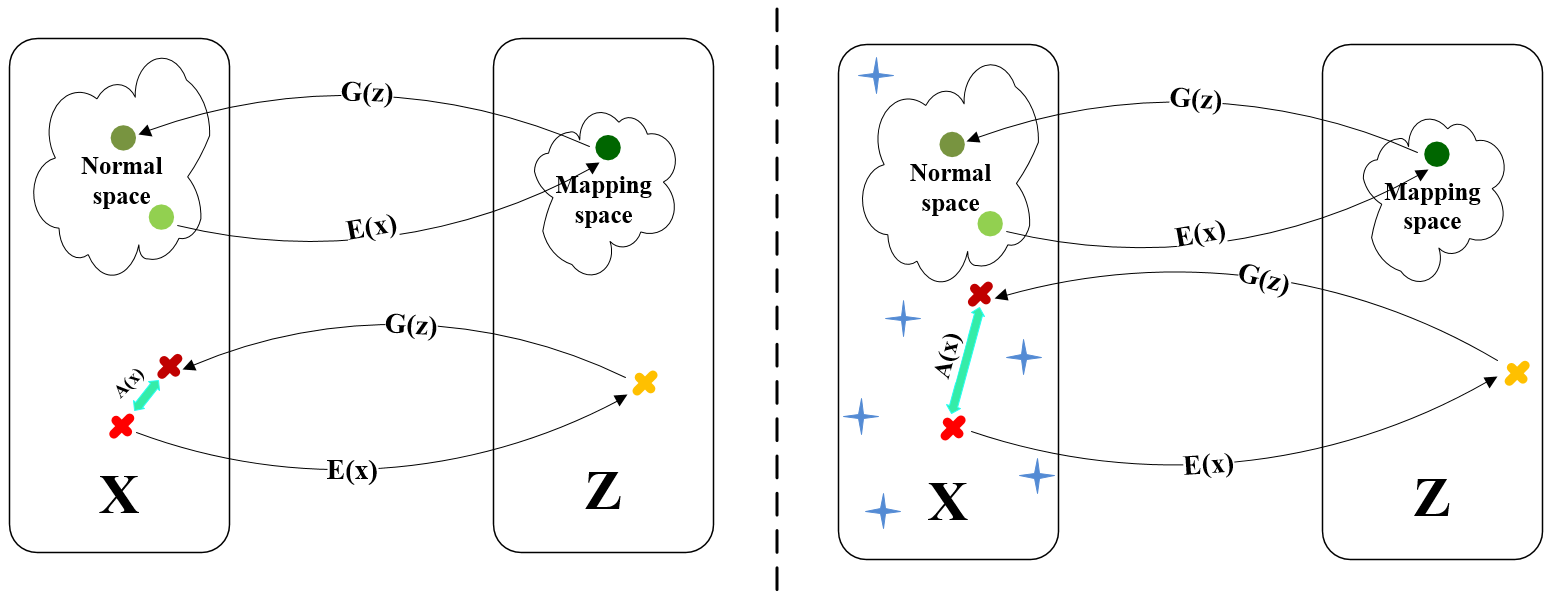 G(z)
Normal
space
Mapping
space
E(x)
G(z)
A(x)
E(x)
X
Z
G(z)
Normal
space
Mapping
space
E(x)
G(z)
A(x)
E(x)
X
Z